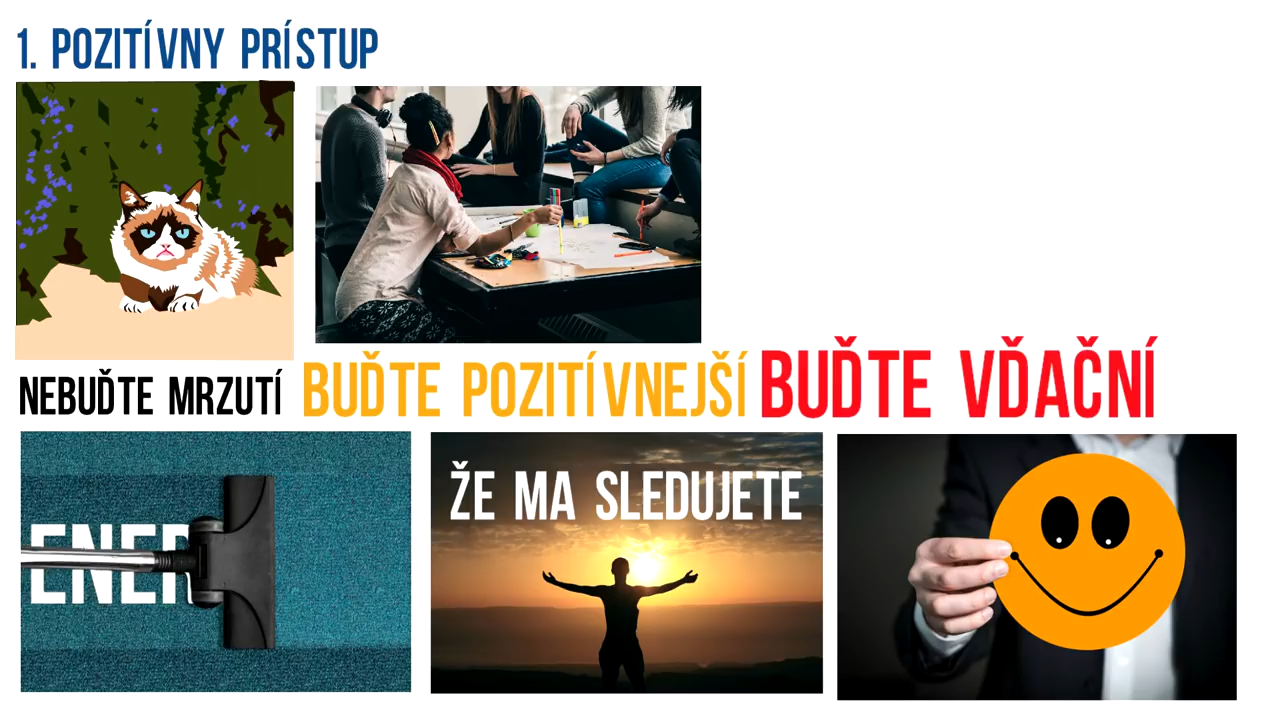 1. POZITÍVNY PRÍSTUP
NEBUĎTE MRZUTÍ
BUĎTE POZITÍVNEJŠÍ
BUĎTE VĎAČNÍ
ENER
ŽE MA SLEDUJETE